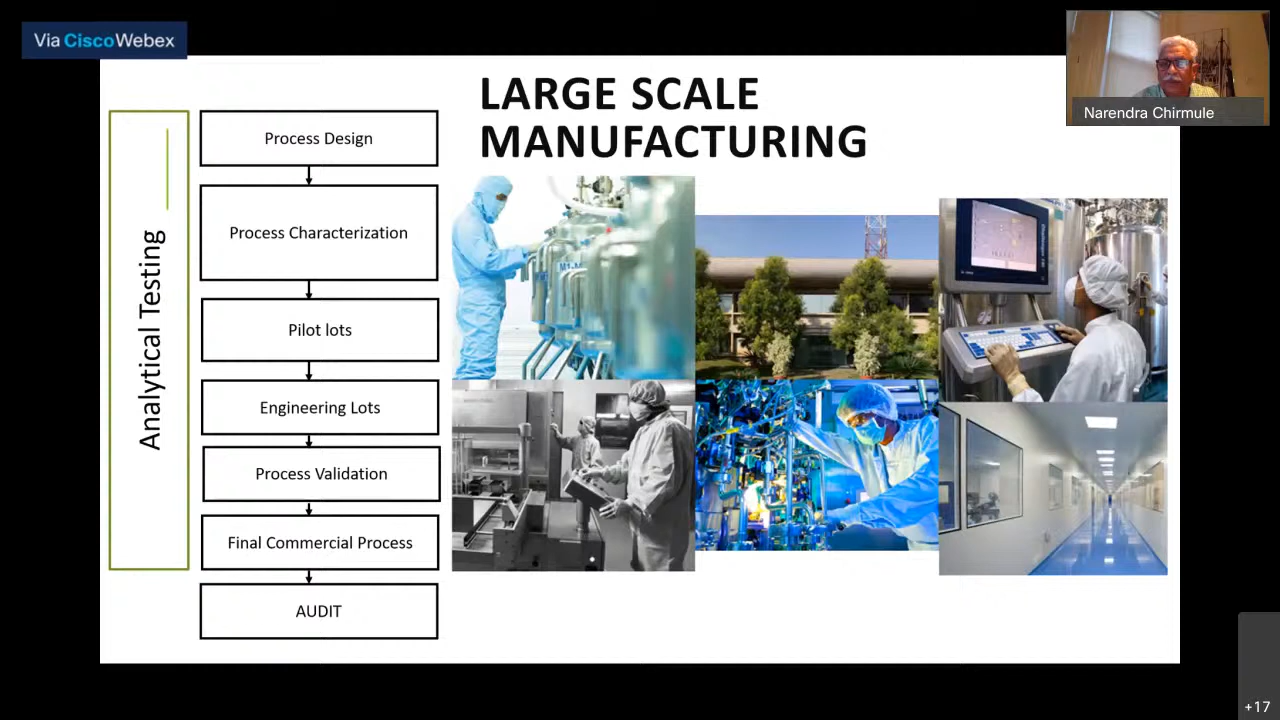 Via CiscoWebex
Narendra Chirmule
LARGE SCALE
MANUFACTURING
Analytical Testing
Process Design
Process Characterization
Pilot lots
Engineering Lots
Process Validation
Final Commercial Process
AUDIT
+17